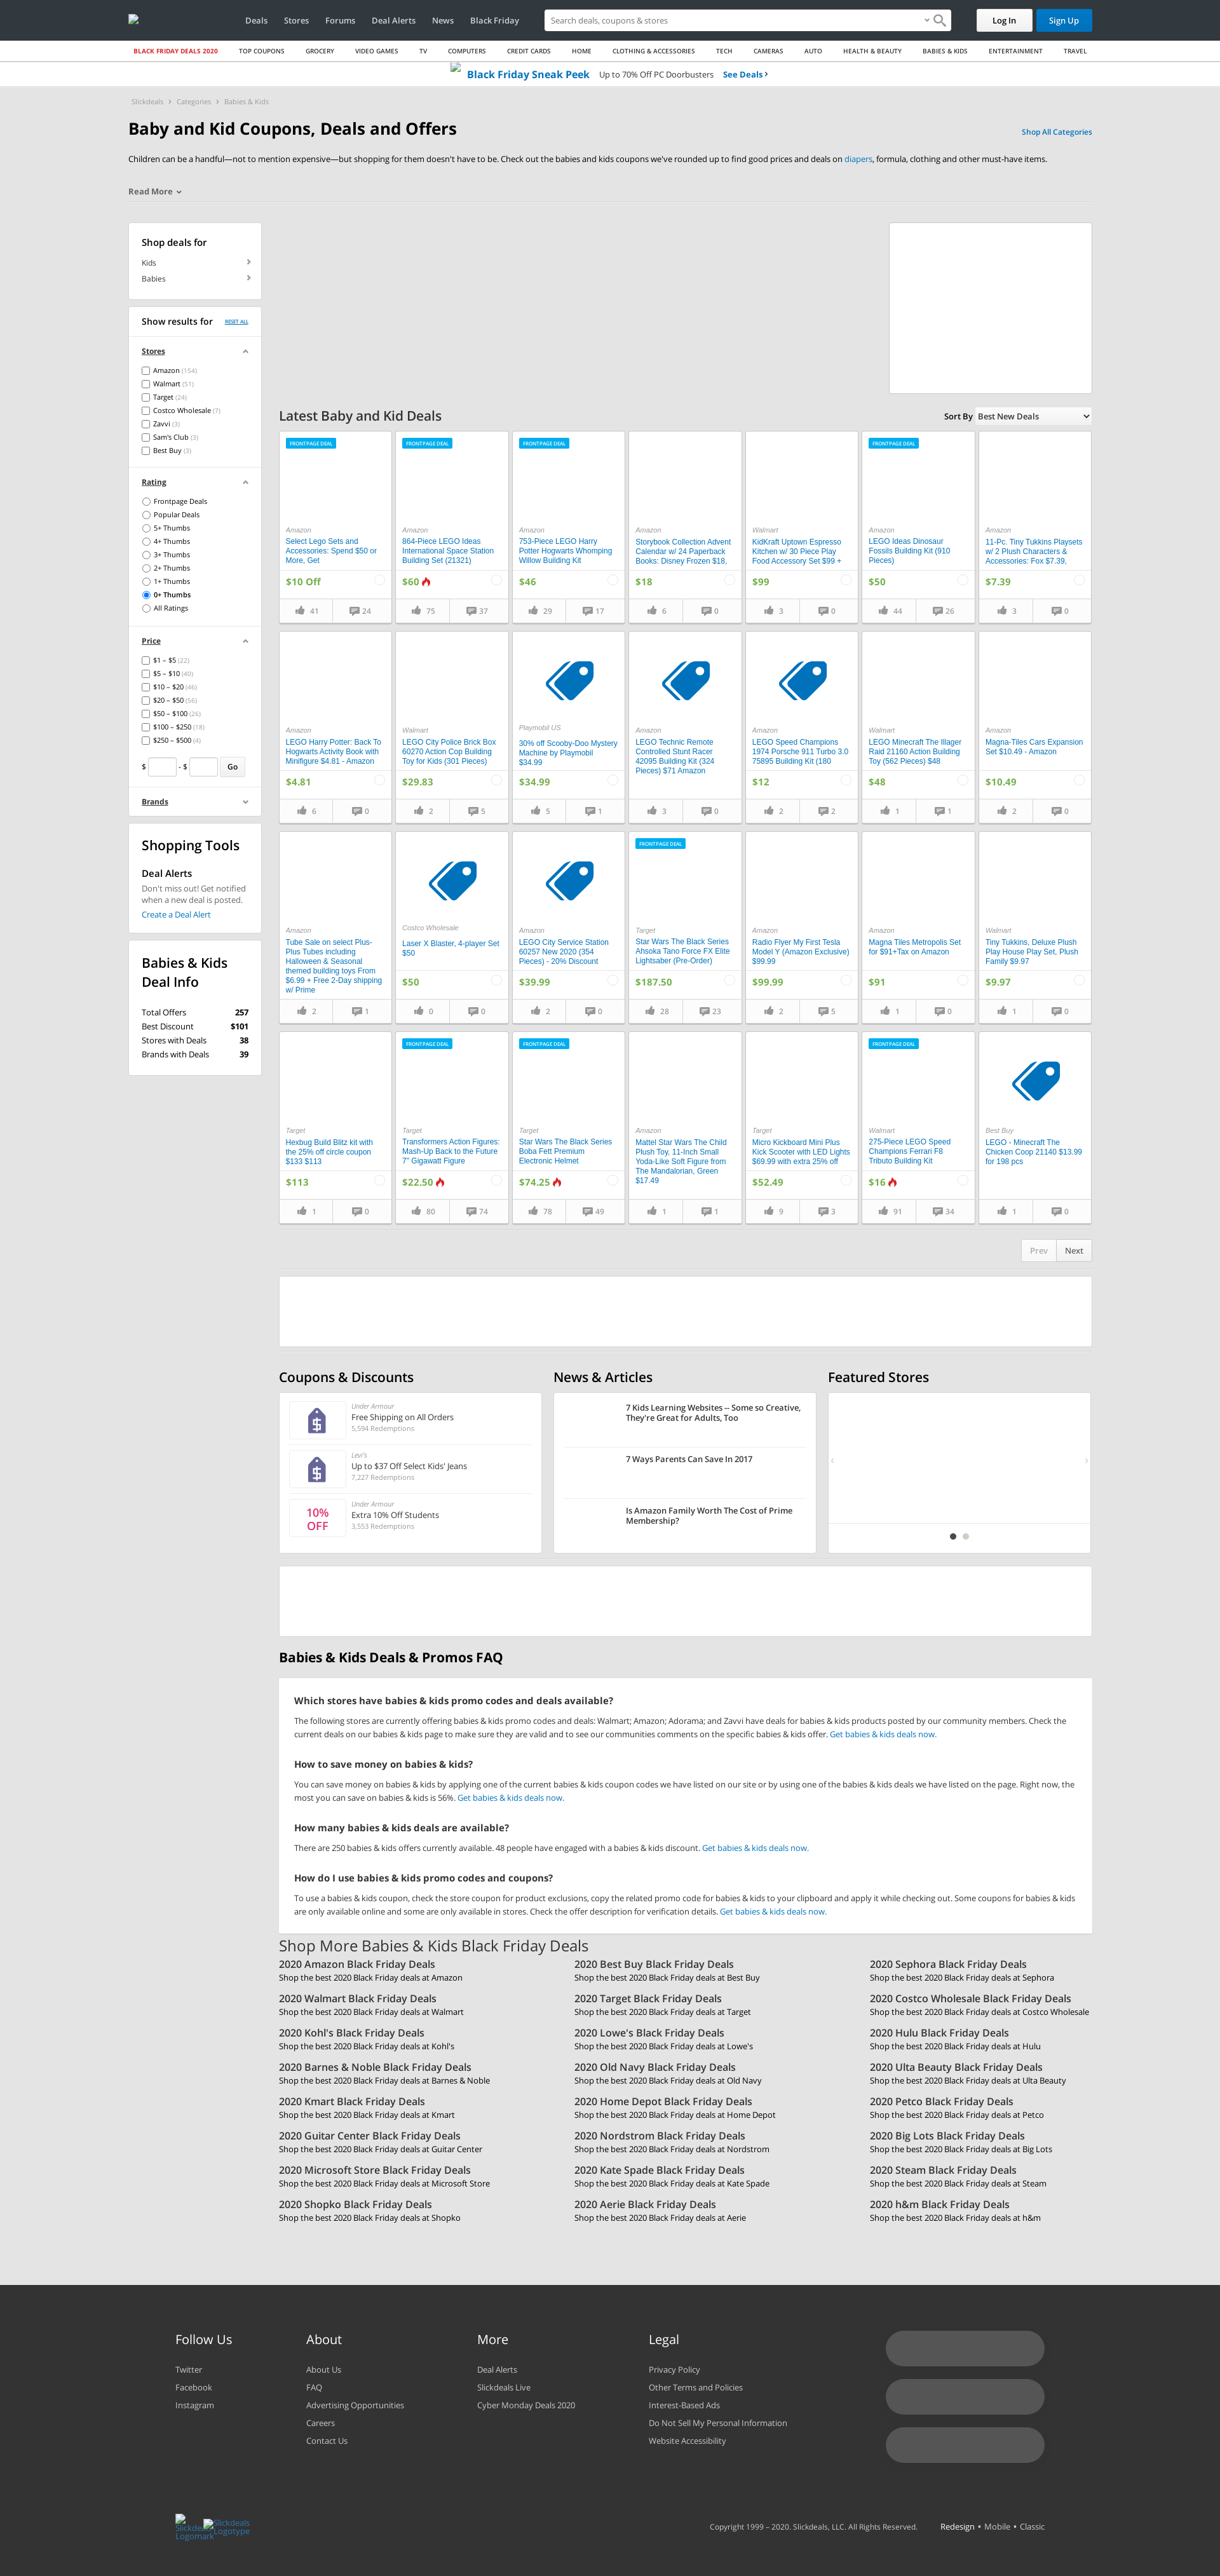 Deals
Stores
Forums
Deal Alerts
News
Black Friday
Search deals, coupons & stores
Log In
Sign Up
BLACK FRIDAY DEALS 2020
TOP COUPONS
GROCERY
VIDEO GAMES
TV
COMPUTERS
CREDIT CARDS
HOME
CLOTHING & ACCESSORIES
TECH
CAMERAS
AUTO
HEALTH & BEAUTY
BABIES & KIDS
ENTERTAINMENT
TRAVEL
Black Friday Sneak Peek Up to 70% Off PC Doorbusters See Deals
Slickdeals > Categories > Babies & Kids
Baby and Kid Coupons, Deals and Offers
Shop All Categories
Children can be a handful—not to mention expensive—but shopping for them doesn't have to be. Check out the babies and kids coupons we've rounded up to find good prices and deals on diapers, formula, clothing and other must-have items.
Read More
Shop deals for
Kids
Babies
Show results for
RESET ALL
Stores
Amazon (154)
Walmart (51)
Target (24)
Costco Wholesale (7)
Zavvi (3)
Sam's Club (3)
Best Buy (3)
Rating
Frontpage Deals
Popular Deals
5+ Thumbs
4+ Thumbs
3+ Thumbs
2+ Thumbs
1+ Thumbs
0+ Thumbs
All Ratings
Price
$1 – $5 (22)
$5 – $10 (40)
$10 – $20 (46)
$20 – $50 (56)
$50 – $100 (26)
$100 – $250 (18)
$250 – $500 (4)
$ - $ Go
Brands
Shopping Tools
Deal Alerts
Don't miss out! Get notified
when a new deal is posted.
Create a Deal Alert
Babies & Kids
Deal Info
Total Offers 257
Best Discount $101
Stores with Deals 38
Brands with Deals 39
Latest Baby and Kid Deals
Sort By Best New Deals
FRONTPAGE DEAL
Amazon
Select Lego Sets and
Accessories: Spend $50 or
More, Get
$10 Off
41 24
FRONTPAGE DEAL
Amazon
864-Piece LEGO Ideas
International Space Station
Building Set (21321)
$60
75 37
FRONTPAGE DEAL
Amazon
753-Piece LEGO Harry
Potter Hogwarts Whomping
Willow Building Kit
$46
29 17
Amazon
Storybook Collection Advent
Calendar w/ 24 Paperback
Books: Disney Frozen $18,
$18
6 0
Walmart
KidKraft Uptown Espresso
Kitchen w/ 30 Piece Play
Food Accessory Set $99 +
$99
3 0
FRONTPAGE DEAL
Amazon
LEGO Ideas Dinosaur
Fossils Building Kit (910
Pieces)
$50
44 26
Amazon
11-Pc. Tiny Tukkins Playsets
w/ 2 Plush Characters &
Accessories: Fox $7.39,
$7.39
3 0
Amazon
LEGO Harry Potter: Back To
Hogwarts Activity Book with
Minifigure $4.81 - Amazon
$4.81
6 0
Walmart
LEGO City Police Brick Box
60270 Action Cop Building
Toy for Kids (301 Pieces)
$29.83
2 5
Playmobil US
30% off Scooby-Doo Mystery
Machine by Playmobil
$34.99
$34.99
5 1
Amazon
LEGO Technic Remote
Controlled Stunt Racer
42095 Building Kit (324
Pieces) $71 Amazon
3 0
Amazon
LEGO Speed Champions
1974 Porsche 911 Turbo 3.0
75895 Building Kit (180
$12
2 2
Walmart
LEGO Minecraft The Illager
Raid 21160 Action Building
Toy (562 Pieces) $48
$48
1 1
Amazon
Magna-Tiles Cars Expansion
Set $10.49 - Amazon
$10.49
2 0
Amazon
Tube Sale on select Plus-
Plus Tubes including
Halloween & Seasonal
themed building toys From
$6.99 + Free 2-Day shipping
w/ Prime
2 1
Costco Wholesale
Laser X Blaster, 4-player Set
$50
$50
0 0
Amazon
LEGO City Service Station
60257 New 2020 (354
Pieces) - 20% Discount
$39.99
2 0
FRONTPAGE DEAL
Target
Star Wars The Black Series
Ahsoka Tano Force FX Elite
Lightsaber (Pre-Order)
$187.50
28 23
Amazon
Radio Flyer My First Tesla
Model Y (Amazon Exclusive)
$99.99
$99.99
2 5
Amazon
Magna Tiles Metropolis Set
for $91+Tax on Amazon
$91
1 0
Walmart
Tiny Tukkins, Deluxe Plush
Play House Play Set, Plush
Family $9.97
$9.97
1 0
Target
Hexbug Build Blitz kit with
the 25% off circle coupon
$133 $113
$113
1 0
FRONTPAGE DEAL
Target
Transformers Action Figures:
Mash-Up Back to the Future
7" Gigawatt Figure
$22.50
80 74
FRONTPAGE DEAL
Target
Star Wars The Black Series
Boba Fett Premium
Electronic Helmet
$74.25
78 49
Amazon
Mattel Star Wars The Child
Plush Toy, 11-Inch Small
Yoda-Like Soft Figure from
The Mandalorian, Green
$17.49
1 1
Target
Micro Kickboard Mini Plus
Kick Scooter with LED Lights
$69.99 with extra 25% off
$52.49
9 3
FRONTPAGE DEAL
Walmart
275-Piece LEGO Speed
Champions Ferrari F8
Tributo Building Kit
$16
91 34
Best Buy
LEGO - Minecraft The
Chicken Coop 21140 $13.99
for 198 pcs
1 0
Prev Next
Coupons & Discounts
Under Armour
Free Shipping on All Orders
5,594 Redemptions
Levi's
Up to $37 Off Select Kids' Jeans
7,227 Redemptions
10%
OFF
Under Armour
Extra 10% Off Students
3,553 Redemptions
News & Articles
7 Kids Learning Websites -- Some so Creative,
They're Great for Adults, Too
7 Ways Parents Can Save In 2017
Is Amazon Family Worth The Cost of Prime
Membership?
Featured Stores
Babies & Kids Deals & Promos FAQ
Which stores have babies & kids promo codes and deals available?
The following stores are currently offering babies & kids promo codes and deals: Walmart; Amazon; Adorama; and Zavvi have deals for babies & kids products posted by our community members. Check the
current deals on our babies & kids page to make sure they are valid and to see our communities comments on the specific babies & kids offer. Get babies & kids deals now.
How to save money on babies & kids?
You can save money on babies & kids by applying one of the current babies & kids coupon codes we have listed on our site or by using one of the babies & kids deals we have listed on the page. Right now, the
most you can save on babies & kids is 56%. Get babies & kids deals now.
How many babies & kids deals are available?
There are 250 babies & kids offers currently available. 48 people have engaged with a babies & kids discount. Get babies & kids deals now.
How do I use babies & kids promo codes and coupons?
To use a babies & kids coupon, check the store coupon for product exclusions, copy the related promo code for babies & kids to your clipboard and apply it while checking out. Some coupons for babies & kids
are only available online and some are only available in stores. Check the offer description for verification details. Get babies & kids deals now.
Shop More Babies & Kids Black Friday Deals
2020 Amazon Black Friday Deals
Shop the best 2020 Black Friday deals at Amazon
2020 Best Buy Black Friday Deals
Shop the best 2020 Black Friday deals at Best Buy
2020 Sephora Black Friday Deals
Shop the best 2020 Black Friday deals at Sephora
2020 Walmart Black Friday Deals
Shop the best 2020 Black Friday deals at Walmart
2020 Target Black Friday Deals
Shop the best 2020 Black Friday deals at Target
2020 Costco Wholesale Black Friday Deals
Shop the best 2020 Black Friday deals at Costco Wholesale
2020 Kohl's Black Friday Deals
Shop the best 2020 Black Friday deals at Kohl's
2020 Lowe's Black Friday Deals
Shop the best 2020 Black Friday deals at Lowe's
2020 Hulu Black Friday Deals
Shop the best 2020 Black Friday deals at Hulu
2020 Barnes & Noble Black Friday Deals
Shop the best 2020 Black Friday deals at Barnes & Noble
2020 Old Navy Black Friday Deals
Shop the best 2020 Black Friday deals at Old Navy
2020 Ulta Beauty Black Friday Deals
Shop the best 2020 Black Friday deals at Ulta Beauty
2020 Kmart Black Friday Deals
Shop the best 2020 Black Friday deals at Kmart
2020 Home Depot Black Friday Deals
Shop the best 2020 Black Friday deals at Home Depot
2020 Petco Black Friday Deals
Shop the best 2020 Black Friday deals at Petco
2020 Guitar Center Black Friday Deals
Shop the best 2020 Black Friday deals at Guitar Center
2020 Nordstrom Black Friday Deals
Shop the best 2020 Black Friday deals at Nordstrom
2020 Big Lots Black Friday Deals
Shop the best 2020 Black Friday deals at Big Lots
2020 Microsoft Store Black Friday Deals
Shop the best 2020 Black Friday deals at Microsoft Store
2020 Kate Spade Black Friday Deals
Shop the best 2020 Black Friday deals at Kate Spade
2020 Steam Black Friday Deals
Shop the best 2020 Black Friday deals at Steam
2020 Shopko Black Friday Deals
Shop the best 2020 Black Friday deals at Shopko
2020 Aerie Black Friday Deals
Shop the best 2020 Black Friday deals at Aerie
2020 h&m Black Friday Deals
Shop the best 2020 Black Friday deals at h&m
Follow Us
Twitter
Facebook
Instagram
About
About Us
FAQ
Advertising Opportunities
Careers
Contact Us
More
Deal Alerts
Slickdeals Live
Cyber Monday Deals 2020
Legal
Privacy Policy
Other Terms and Policies
Interest-Based Ads
Do Not Sell My Personal Information
Website Accessibility
Slickdeals
Logomark
Slickdeals
Logotype
Copyright 1999 – 2020. Slickdeals, LLC. All Rights Reserved.
Redesign • Mobile • Classic